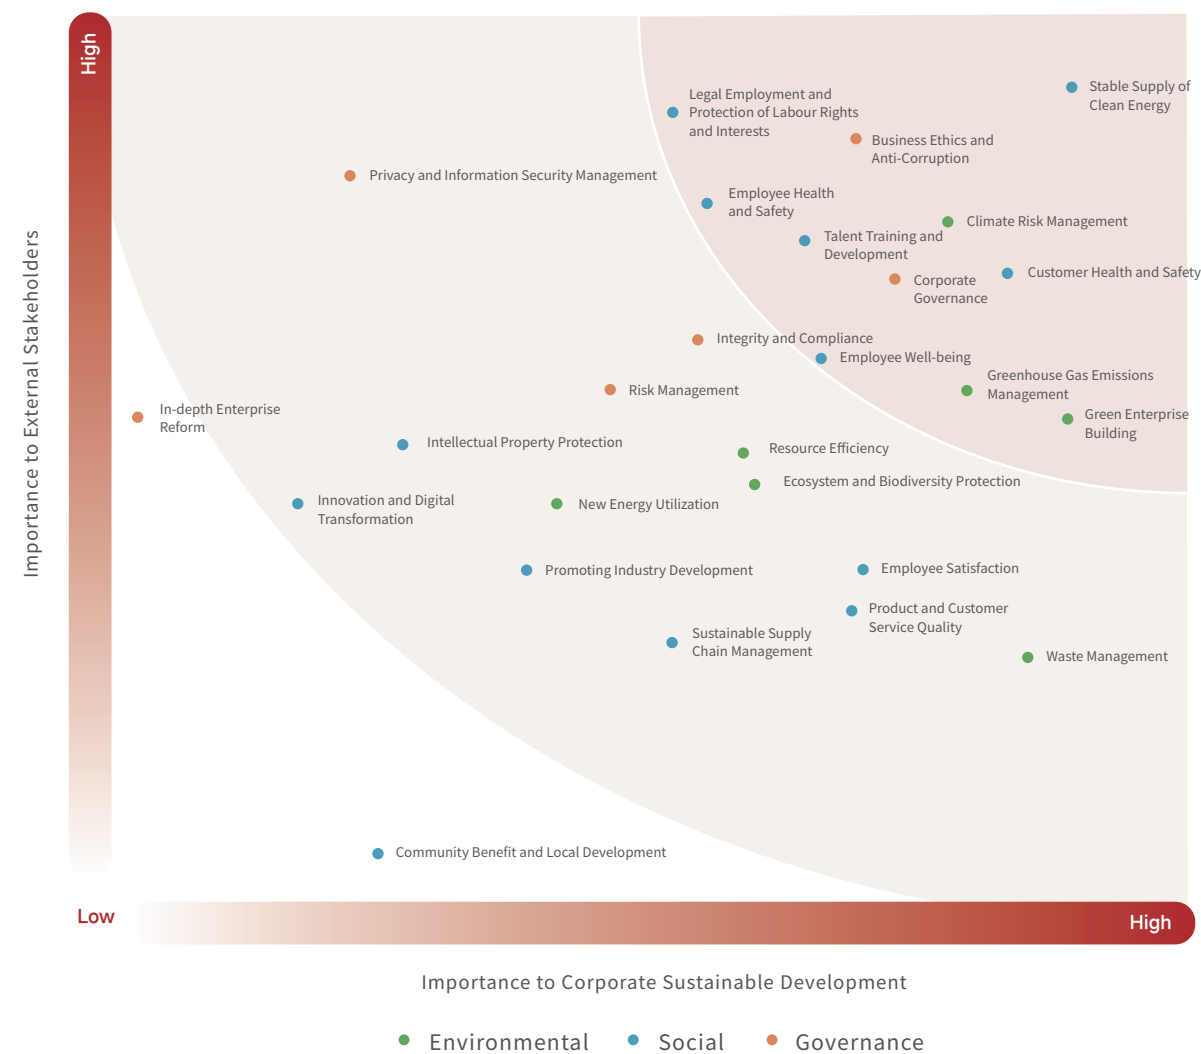 High
Importance to External Stakeholders
Legal Employment and
Protection of Labour Rights
and Interests
Stable Supply of
Clean Energy
Business Ethics and
Anti-Corruption
Privacy and Information Security Management
Employee Health
and Safety
Climate Risk Management
Talent Training and
Development
Customer Health and Safety
Corporate
Governance
Integrity and Compliance
Employee Well-being
Greenhouse Gas Emissions
Management
Risk Management
In-depth Enterprise
Reform
Green Enterprise
Building
Intellectual Property Protection
Resource Efficiency
Ecosystem and Biodiversity Protection
Innovation and Digital
Transformation
New Energy Utilization
Promoting Industry Development
Employee Satisfaction
Product and Customer
Service Quality
Sustainable Supply
Chain Management
Waste Management
Community Benefit and Local Development
Low
High
Importance to Corporate Sustainable Development
Environmental
Social
Governance